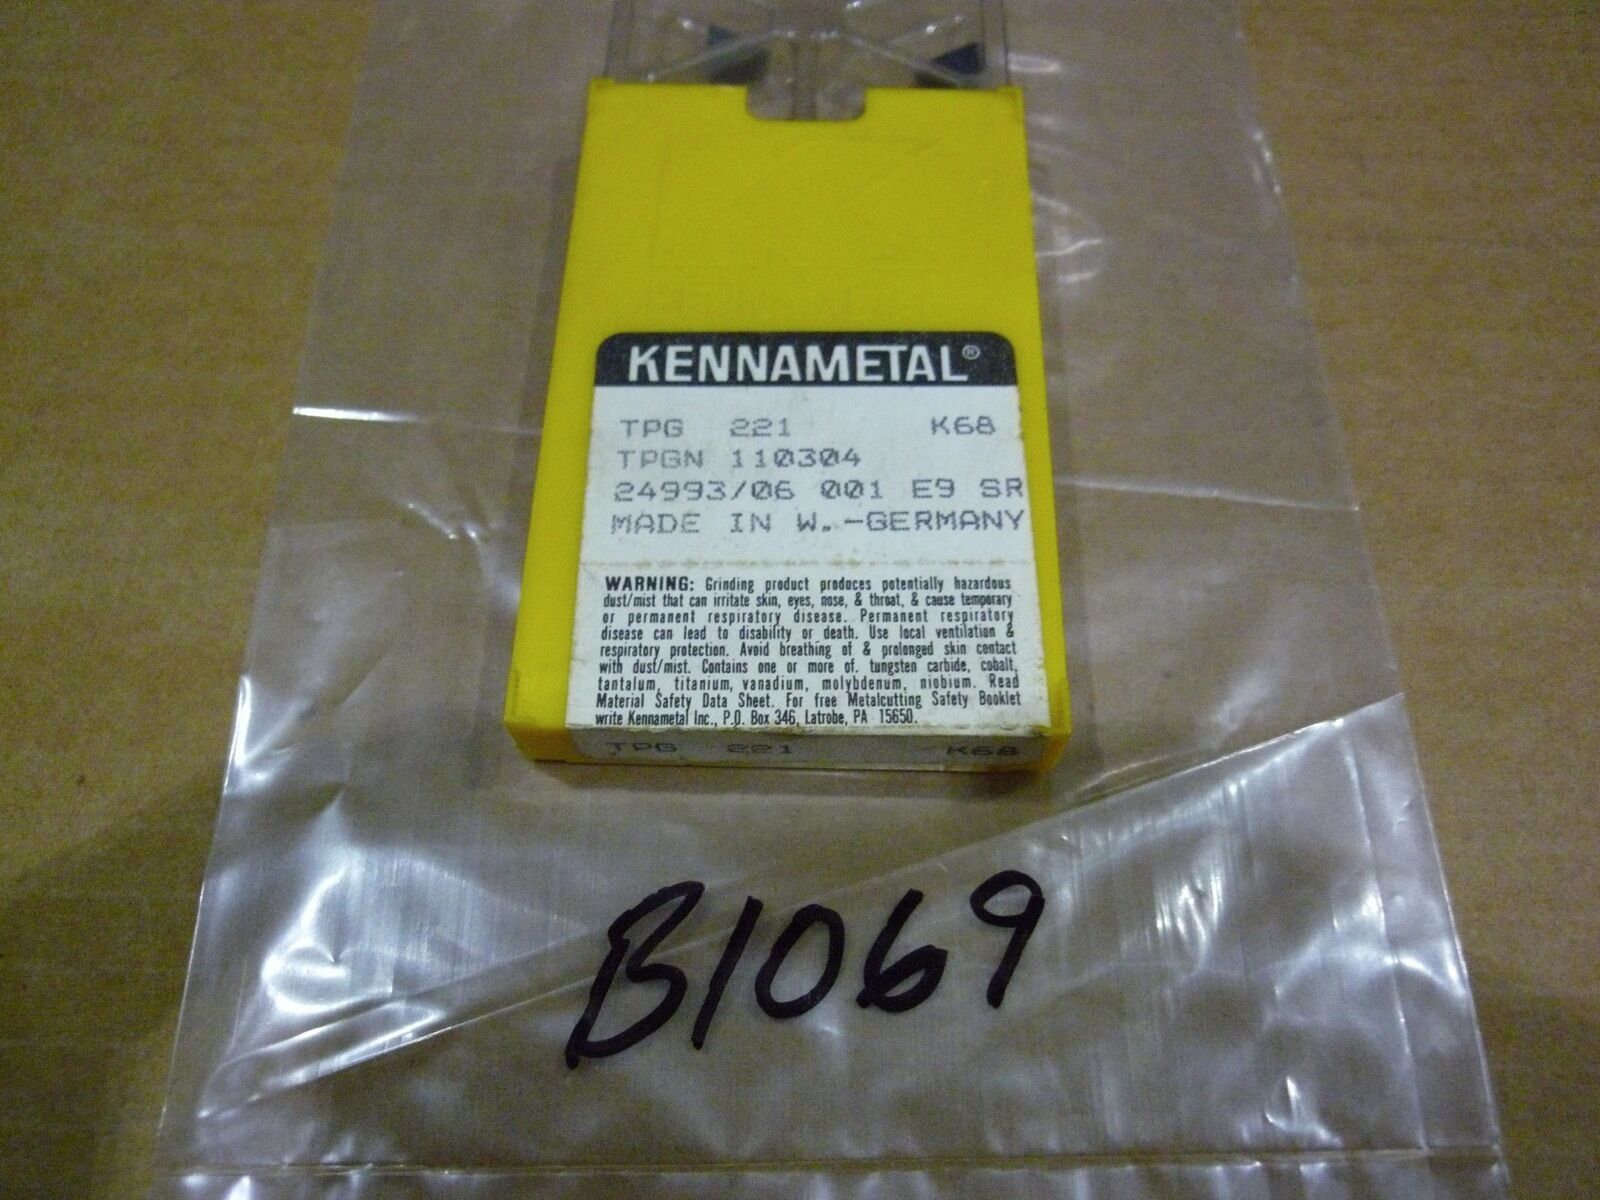 KENNAMETAL®
TPG 221 K68
TPGN 110304
24993/06 001 E9 SR
MADE IN W.-GERMANY
WARNING: Grinding product produces potentially hazardous
dust/mist that can irritate skin, eyes, nose, & throat, & cause temporary
or permanent respiratory disease. Permanent respiratory
disease can lead to disability or death. Use local ventilation &
respiratory protection. Avoid breathing of & prolonged skin contact
with dust/mist. Contains one or more of. tungsten carbide, cobalt,
tantalum, titanium, vanadium, molybdenum, niobium. Read
Material Safety Data Sheet. For free Metalcutting Safety Booklet
write Kennametal Inc., P.O. Box 346, Latrobe, PA 15650.
TPG 221 K68
B1069